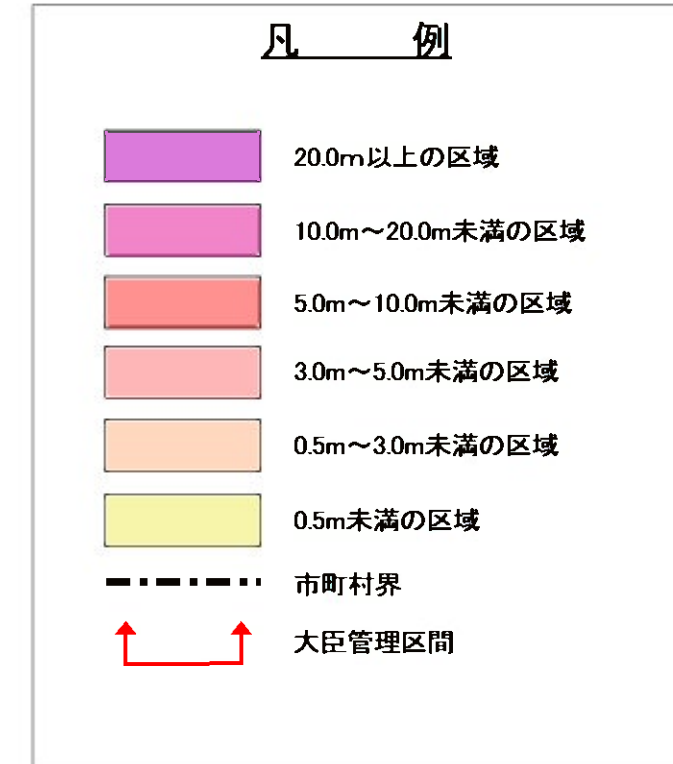 凡　例
20.0m以上の区域
10.0m～20.0m未満の区域
5.0m～10.0m未満の区域
3.0m～5.0m未満の区域
0.5m～3.0m未満の区域
0.5m未満の区域
市町村界
大臣管理区間